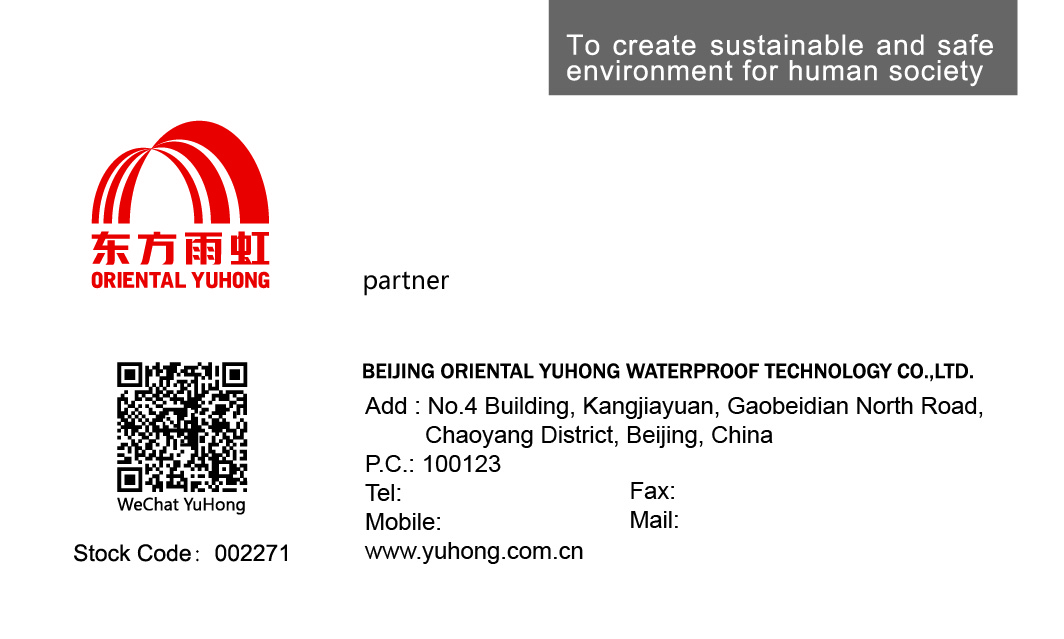 To create sustainable and safe
environment for human society
东方雨虹
ORIENTAL YUHONG
partner
WeChat YuHong
Stock Code： 002271
BEIJING ORIENTAL YUHONG WATERPROOF TECHNOLOGY CO.,LTD.
Add : No.4 Building, Kangjiayuan, Gaobeidian North Road,
Chaoyang District, Beijing, China
P.C.: 100123
Tel:
Fax:
Mobile:
Mail:
www.yuhong.com.cn